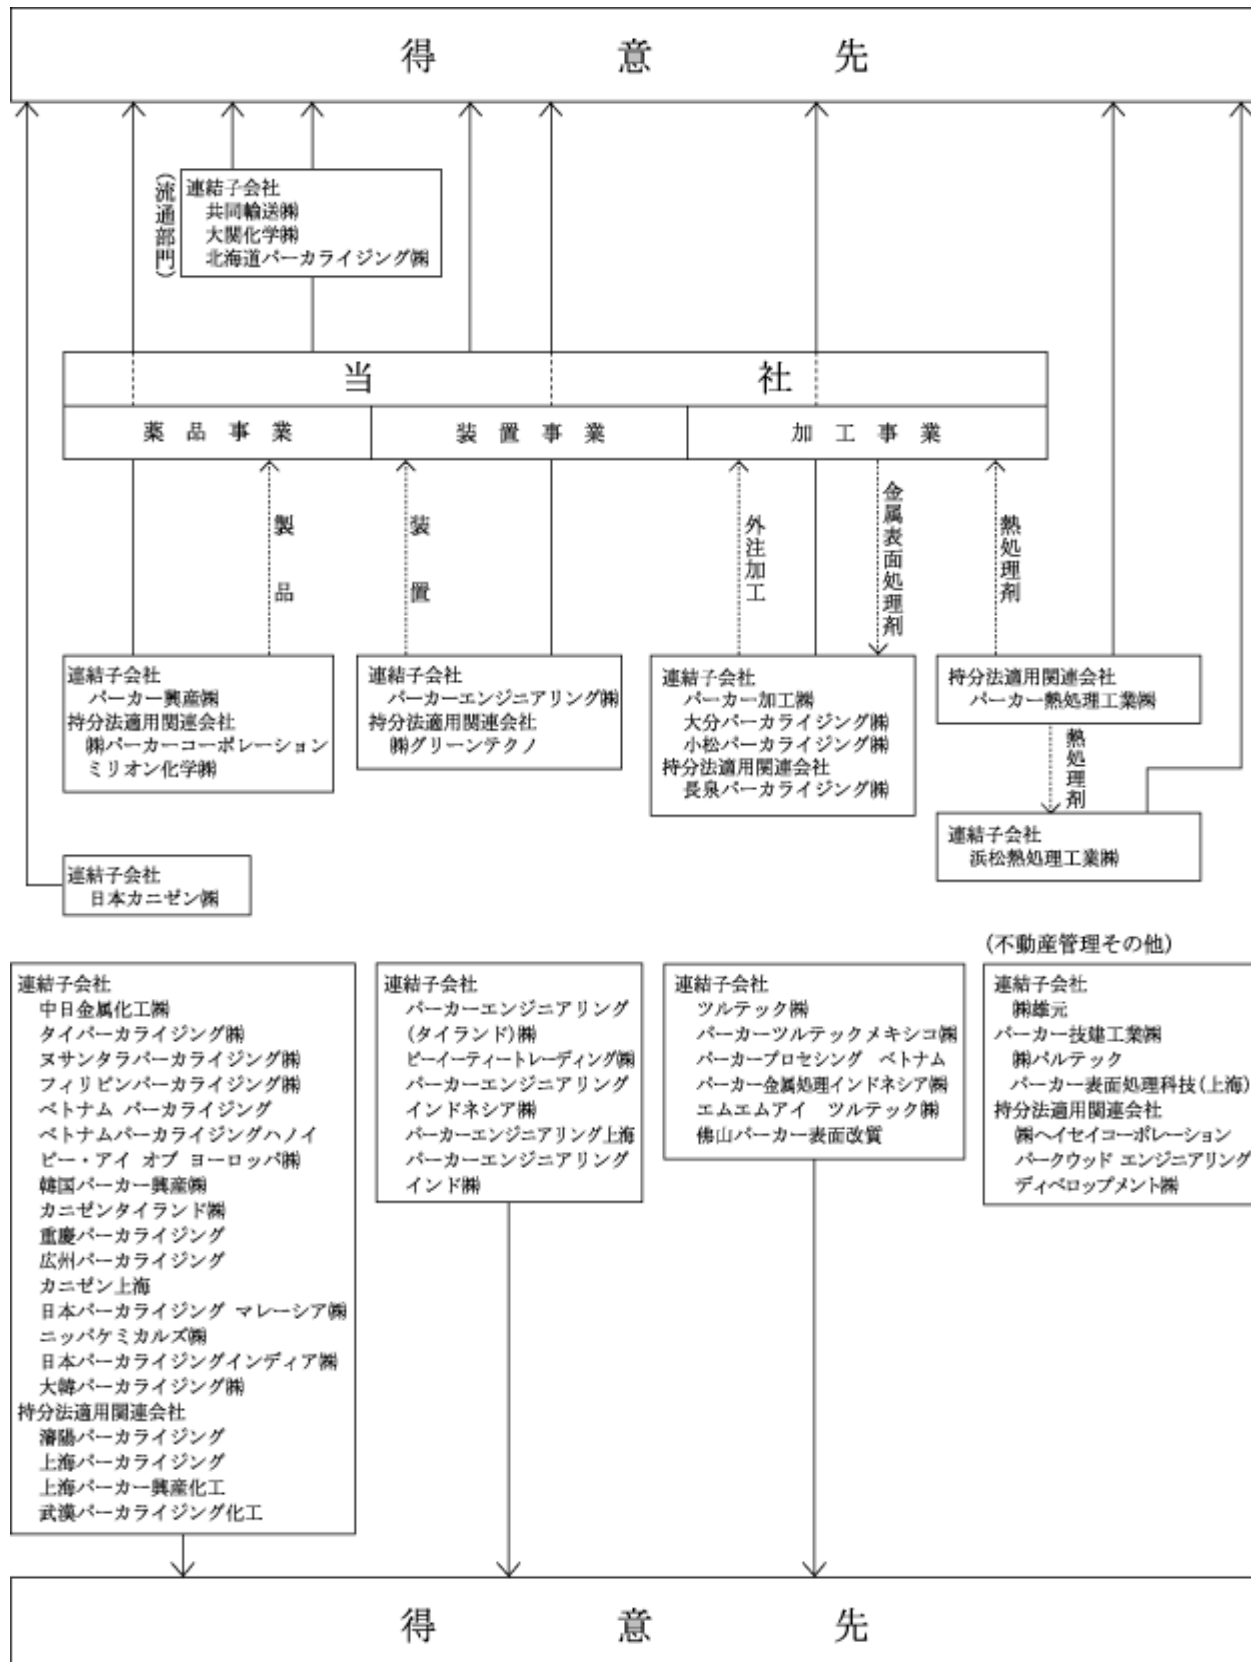 得意先
(流通部門)
連結子会社
共同輸送㈱
大関化学㈱
北海道パーカライジング㈱
当社
薬品事業
装置事業
加工事業
製品
装置
外注加工
金属表面処理剤
熱処理剤
連結子会社
パーカー興産㈱
持分法適用関連会社
㈱パーカーコーポレーション
ミリオン化学㈱
連結子会社
パーカーエンジニアリング㈱
持分法適用関連会社
㈱グリーンテクノ
連結子会社
パーカー加工㈱
大分パーカライジング㈱
小松パーカライジング㈱
持分法適用関連会社
長泉パーカライジング㈱
持分法適用関連会社
パーカー熱処理工業㈱
熱処理剤
連結子会社
浜松熱処理工業㈱
連結子会社
日本カニゼン㈱
連結子会社
中日金属化工㈱
タイパーカライジング㈱
ヌサンタラパーカライジング㈱
フィリピンパーカライジング㈱
ベトナム パーカライジング
ベトナムパーカライジングハノイ
ピー・アイ オブ ヨーロッパ㈱
韓国パーカー興産㈱
カニゼンタイランド㈱
重慶パーカライジング
広州パーカライジング
カニゼン上海
日本パーカライジング マレーシア㈱
ニッパケミカルズ㈱
日本パーカライジングインディア㈱
大韓パーカライジング㈱
持分法適用関連会社
瀋陽パーカライジング
上海パーカライジング
上海パーカー興産化工
武漢パーカライジング化工
連結子会社
パーカーエンジニアリング
(タイランド)㈱
ピーイーティートレーディング㈱
パーカーエンジニアリング
インドネシア㈱
パーカーエンジニアリング上海
パーカーエンジニアリング
インド㈱
連結子会社
ツルテック㈱
パーカーツルテックメキシコ㈱
パーカープロセシング ベトナム
パーカー金属処理インドネシア㈱
エムエムアイ ツルテック㈱
佛山パーカー表面改質
(不動産管理その他)
連結子会社
㈱雄元
パーカー技建工業㈱
㈱パルテック
パーカー表面処理科技(上海)
持分法適用関連会社
㈱ヘイセイコーポレーション
パークウッド エンジニアリング
ディベロップメント㈱
得意先